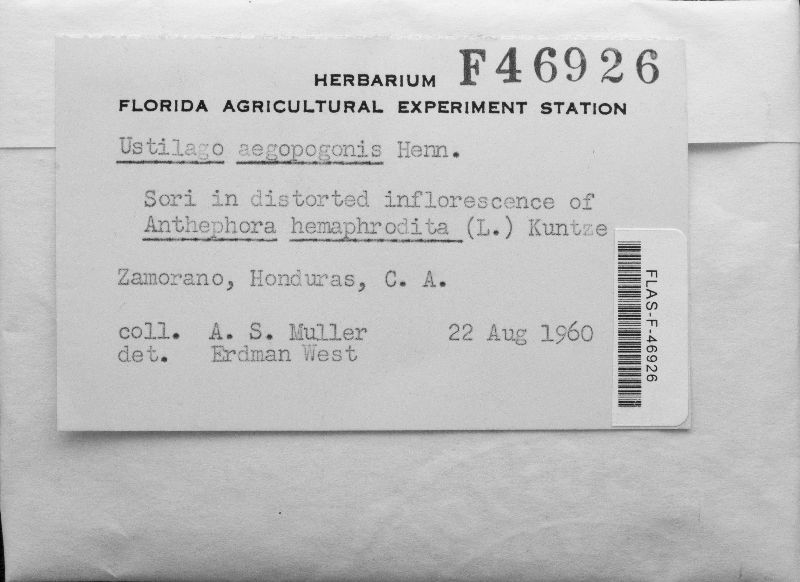 F46926
HERBARIUM
FLORIDA AGRICULTURAL EXPERIMENT STATION
Ustilago aegopogonis Henn.
Sori in distorted inflorescence of
Anthephora hemaphrodita (L.) Kuntze
Zamorano, Honduras, C. A.
coll. A. S. Muller 22 Aug 1960
det. Erdman West
FLAS-F-46926